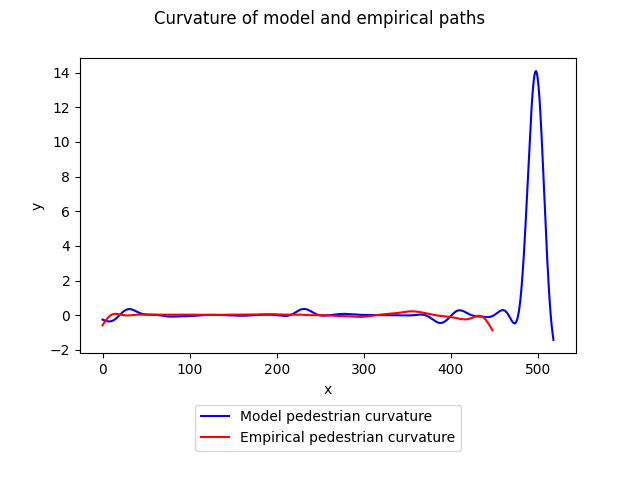 Curvature of model and empirical paths
14
12
10
8
6
4
2
0
−2
y
0 100 200 300 400 500
x
Model pedestrian curvature
Empirical pedestrian curvature